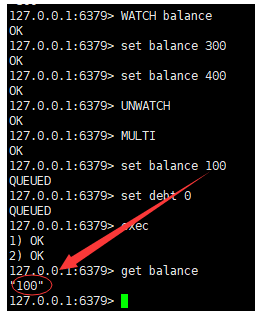 127.0.0.1:6379> WATCH balance
OK
127.0.0.1:6379> set balance 300
OK
127.0.0.1:6379> set balance 400
OK
127.0.0.1:6379> UNWATCH
OK
127.0.0.1:6379> MULTI
OK
127.0.0.1:6379> set balance 100
QUEUED
127.0.0.1:6379> set debt 0
QUEUED
127.0.0.1:6379> exec
1) OK
2) OK
127.0.0.1:6379> get balance
"100"
127.0.0.1:6379>